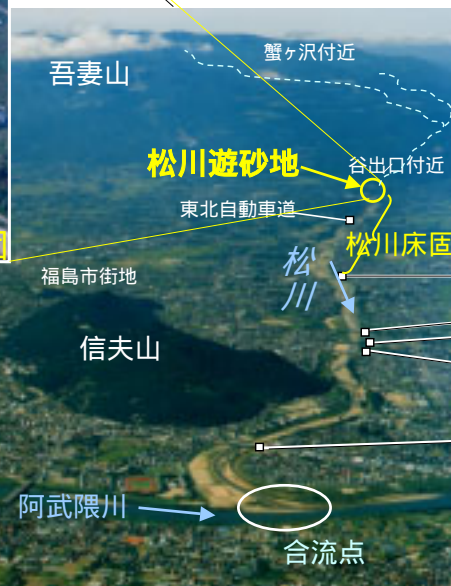 蟹ヶ沢付近
吾妻山
松川遊砂地
谷出口付近
東北自動車道
松川床固
松川
福島市街地
信夫山
阿武隈川
合流点